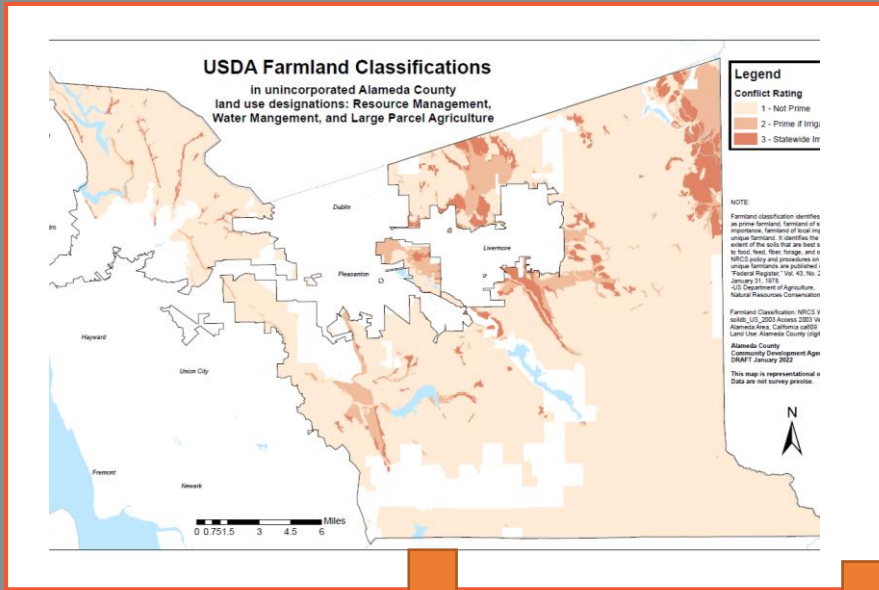 USDA Farmland Classifications
in unincorporated Alameda County
land use designations: Resource Management,
Water Mangement, and Large Parcel Agriculture
Legend
Conflict Rating
1 - Not Prime
2 - Prime if Irriga
3 - Statewide Im
NOTE:
Farmland classification identifies
as prime farmland, farmland of s
importance, farmland of local imp
unique farmland. It identifies the
extent of the soils that are best s
to food, feed, fiber, forage, and o
NRCS policy and procedures on
unique farmlands are published i
"Federal Register," Vol. 43, No. 2
January 31, 1978.
-US Department of Agriculture,
Natural Resources Conservation
Farmland Classification: NRCS W
soildb_US_2003 Access 2003 Ve
Alameda Area, California ca609
Land Use: Alameda County (digit
Alameda County
Community Development Agen
DRAFT January 2022
This map is representational o
Data are not survey precise.
N
Dublin
Livermore
Pleasanton
Hayward
Union City
Fremont
Newark
Miles
0 0.75 1.5 3 4.5 6